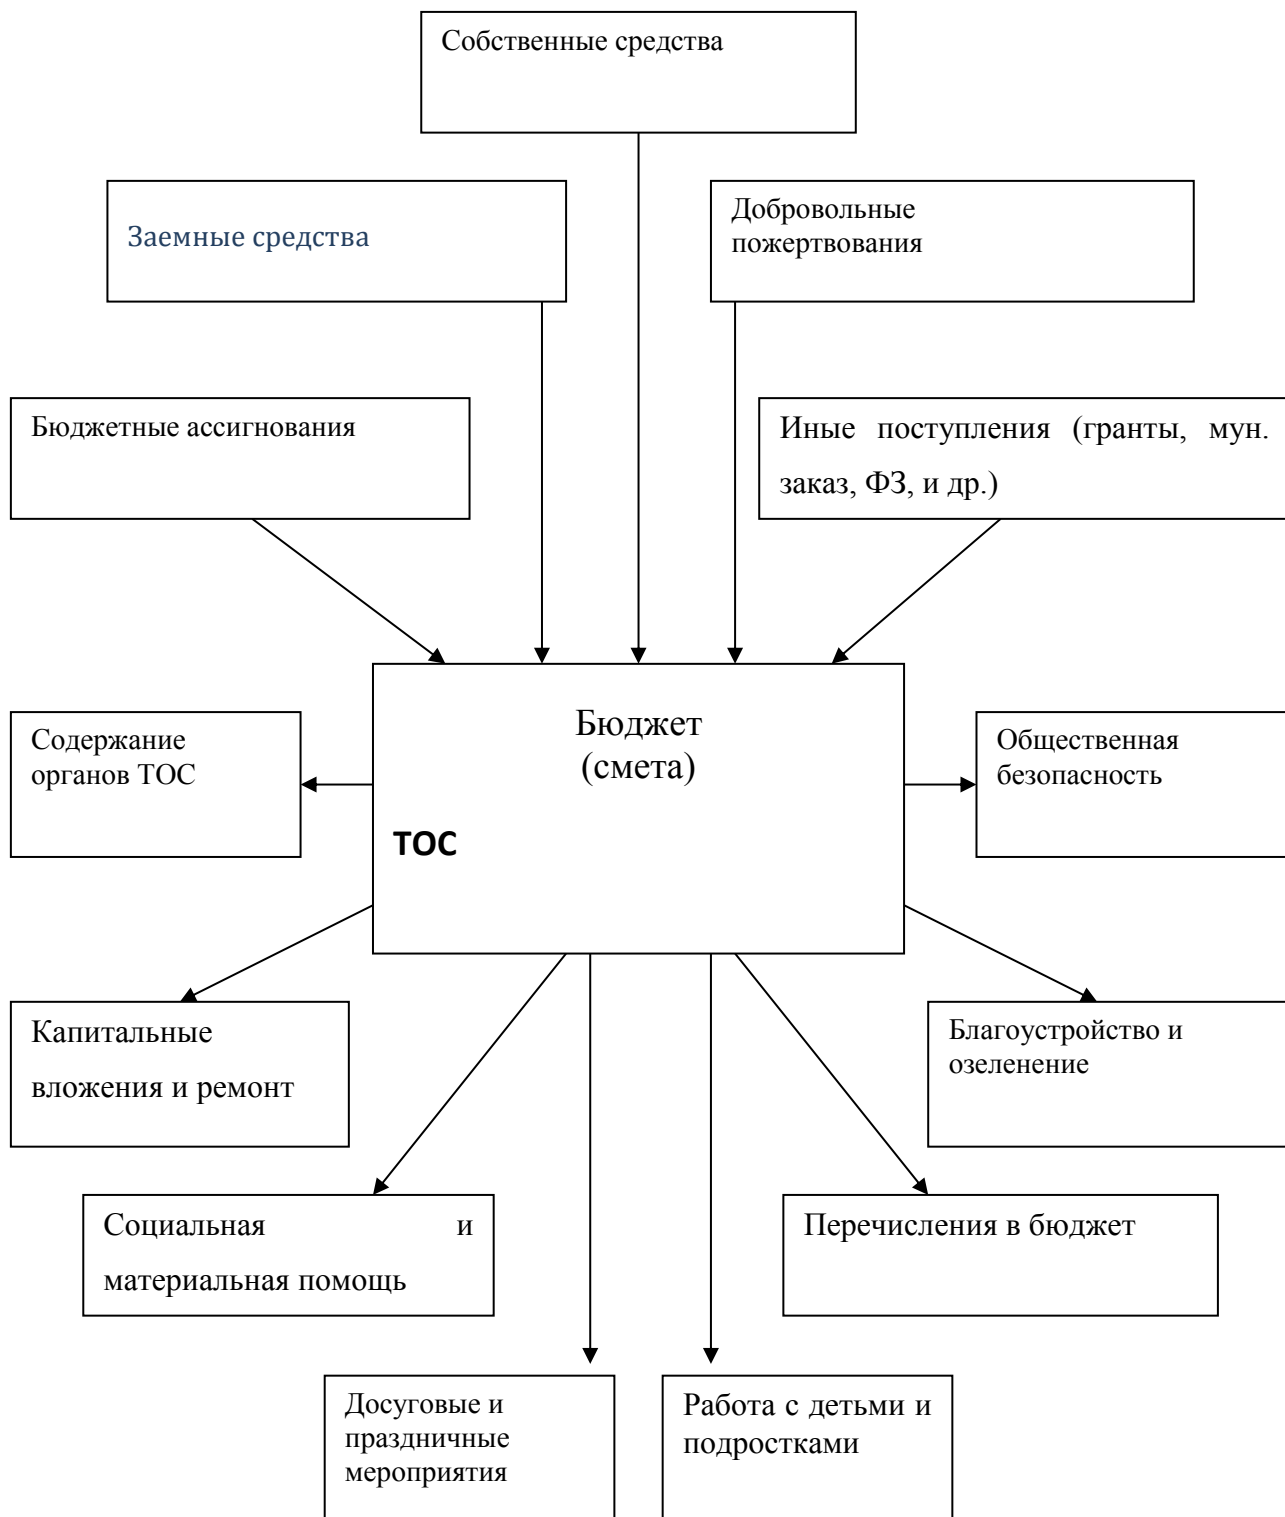 Собственные средства
Заемные средства
Добровольные
пожертвования
Бюджетные ассигнования
Иные поступления (гранты, мун.
заказ, ФЗ, и др.)
Бюджет
(смета)
ТОС
Содержание
органов ТОС
Общественная
безопасность
Капитальные
вложения и ремонт
Благоустройство и
озеленение
Социальная и
материальная помощь
Перечисления в бюджет
Досуговые и
праздничные
мероприятия
Работа с детьми и
подростками